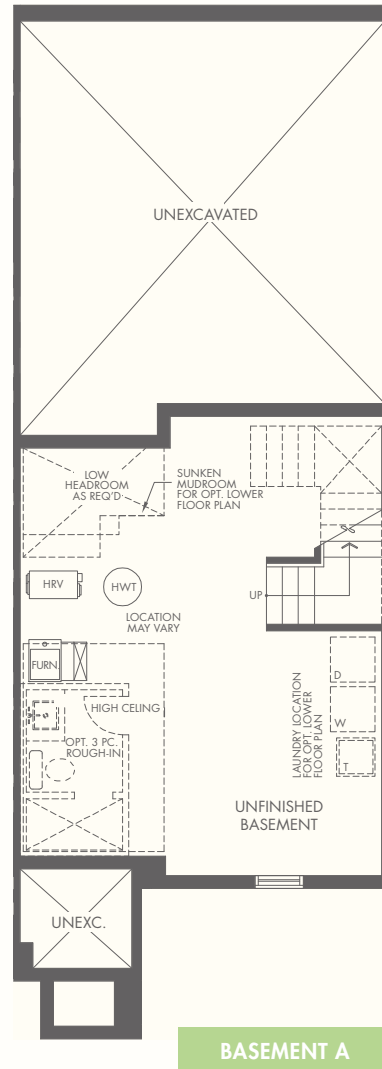 UNEXCAVATED
LOW
HEADROOM
AS REQ'D
SUNKEN
MUDROOM
FOR OPT. LOWER
FLOOR PLAN
HRV
HWT
LOCATION
MAY VARY
UP
FURN.
HIGH CELING
OPT. 3 PC.
ROUGH-IN
LAUNDRY LOCATION
FOR OPT. LOWER
FLOOR PLAN
D
W
T
UNFINISHED
BASEMENT
UNEXC.
BASEMENT A